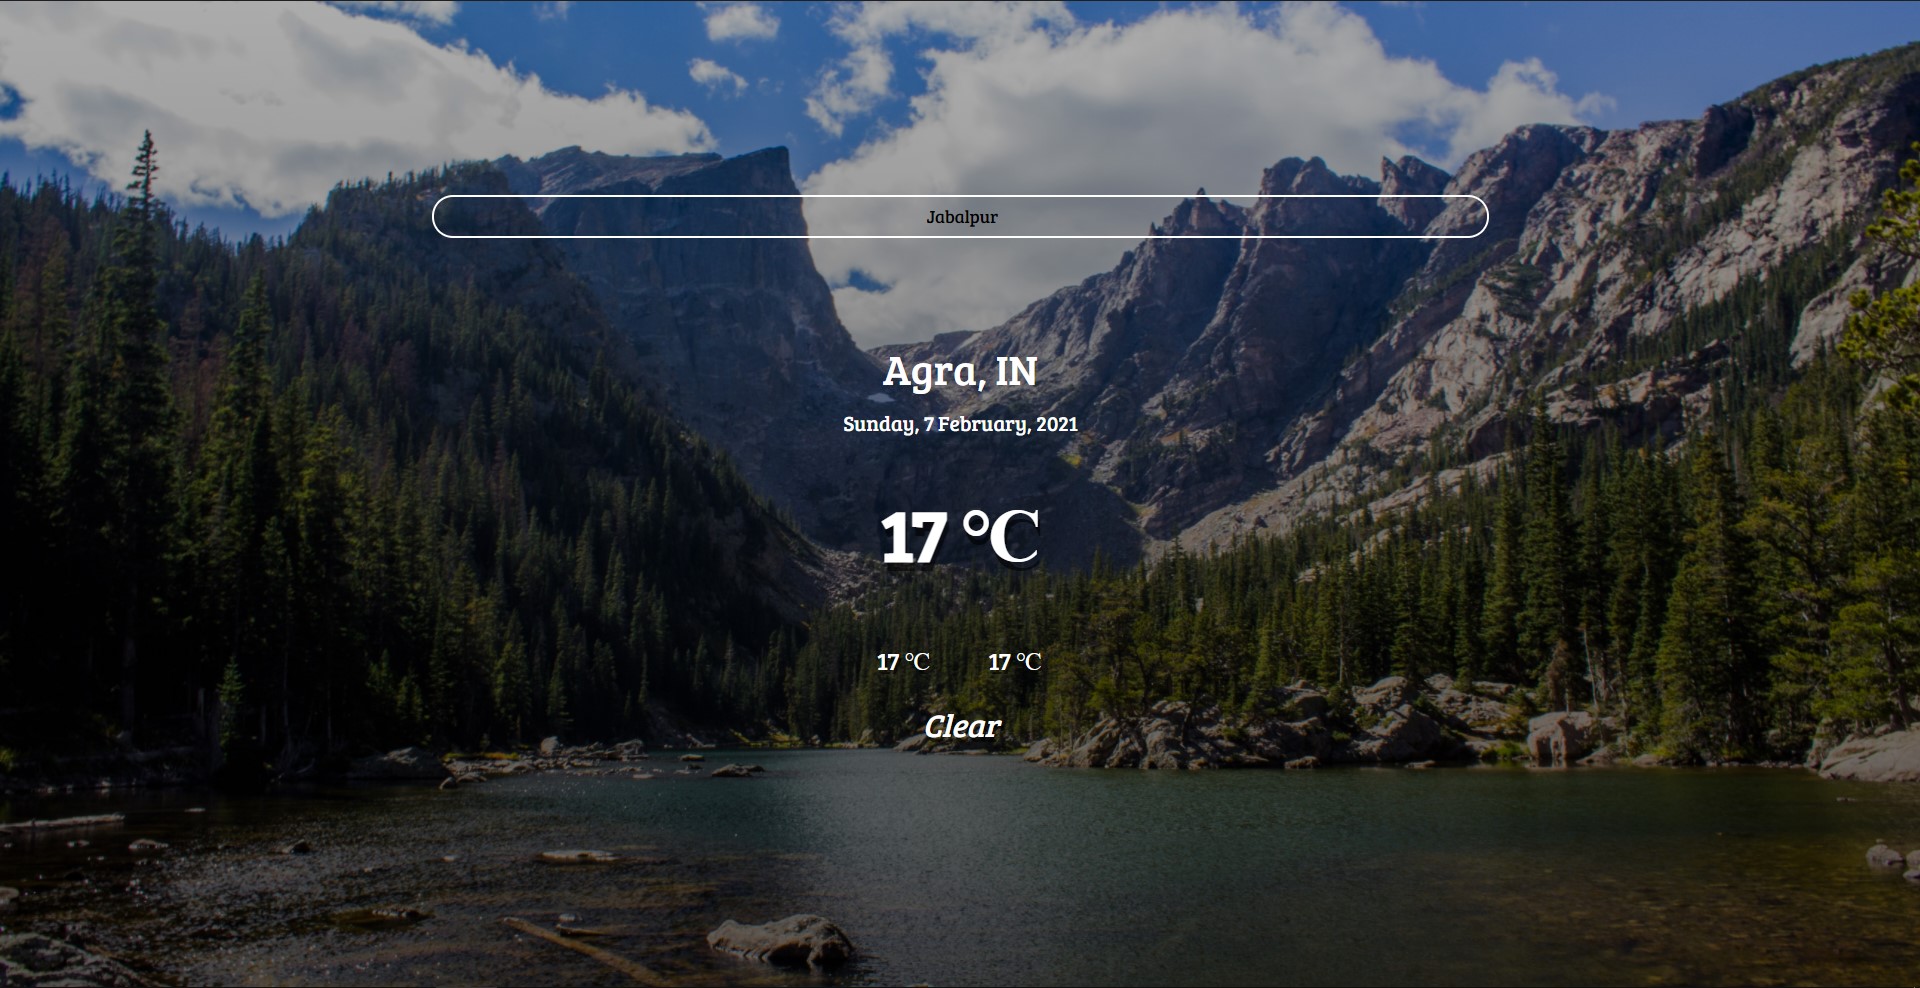 Jabalpur
Agra, IN
Sunday, 7 February, 2021
17 °C
17 °C 17 °C
Clear